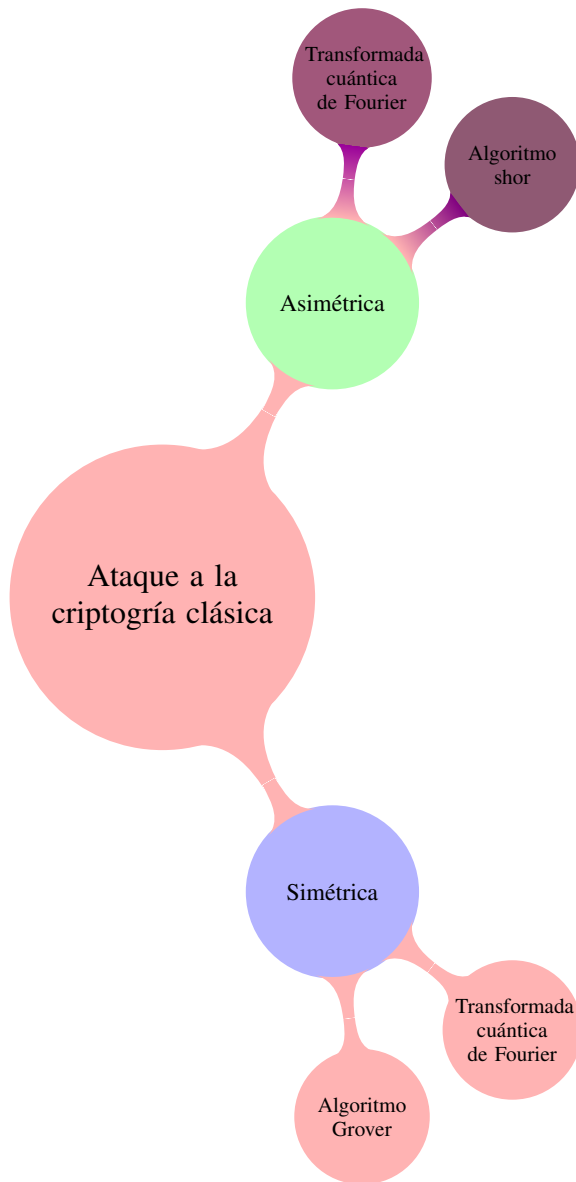 Transformada
cuántica
de Fourier
Algoritmo
shor
Asimétrica
Ataque a la
criptogría clásica
Simétrica
Transformada
cuántica
de Fourier
Algoritmo
Grover